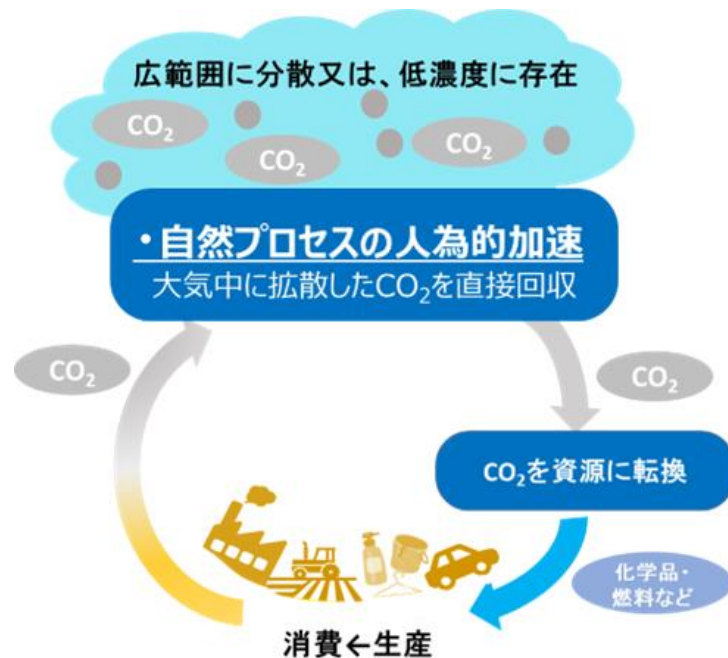 広範囲に分散又は、低濃度に存在
CO₂
CO₂
CO₂
・自然プロセスの人為的加速
大気中に拡散したCO₂を直接回収
CO₂
CO₂
CO₂を資源に転換
化学品・
燃料など
消費←生産